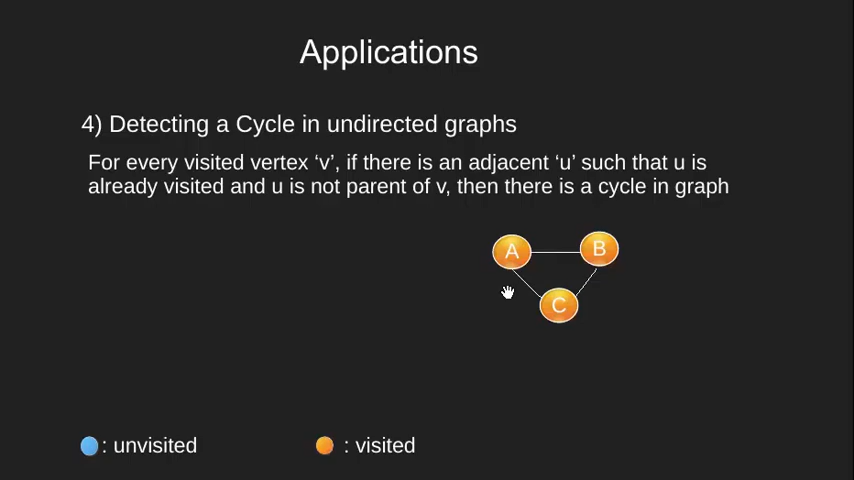 Applications
4) Detecting a Cycle in undirected graphs
For every visited vertex ‘v’, if there is an adjacent ‘u’ such that u is
already visited and u is not parent of v, then there is a cycle in graph
A
B
C
: unvisited
: visited